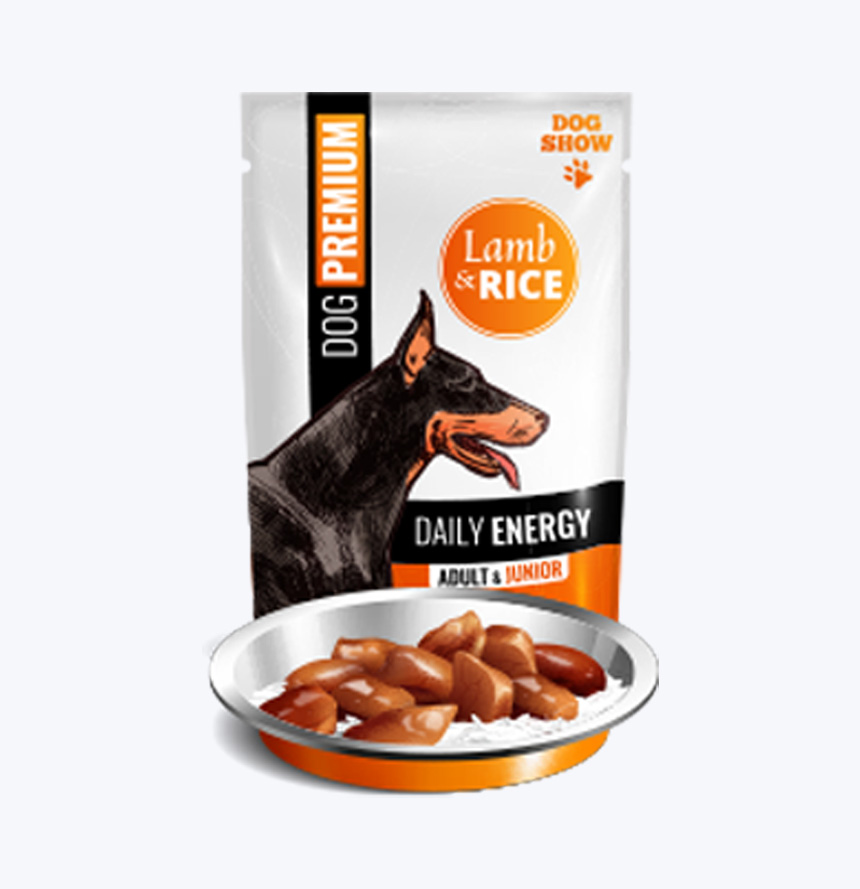 DOG PREMIUM
DOG
SHOW
Lamb
& RICE
DAILY ENERGY
ADULT & JUNIOR